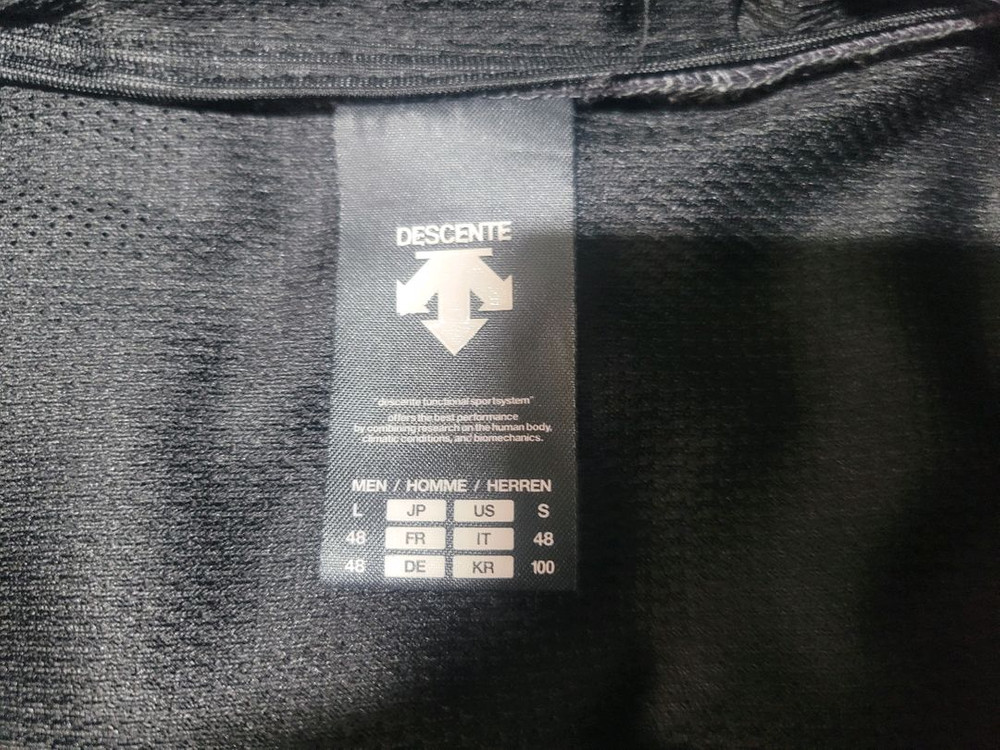 DESCENTE
descente functional sportsystem"
offers the best performance
by combining research on the human body,
climatic conditions, and biomechanics.
MEN / HOMME / HERREN
L JP US S
48 FR IT 48
48 DE KR 100